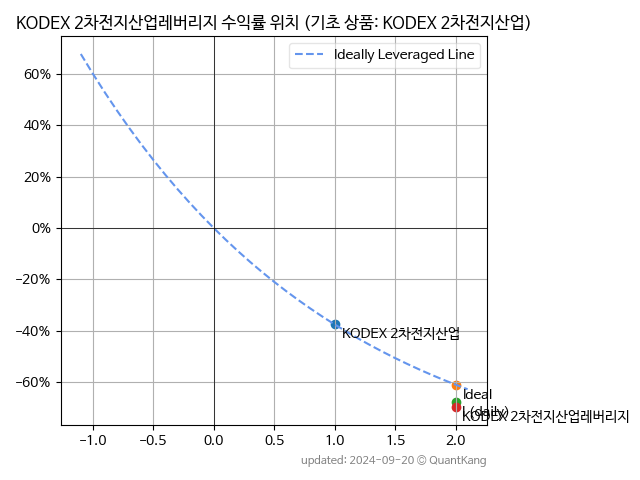 KODEX 2차전지산업레버리지 수익률 위치 (기초 상품: KODEX 2차전지산업)
Ideally Leveraged Line
60%
40%
20%
0%
−20%
−40%
−60%
KODEX 2차전지산업
Ideal
(daily)
KODEX 2차전지산업레버리지
−1.0 −0.5 0.0 0.5 1.0 1.5 2.0
updated: 2024-09-20 © QuantKang